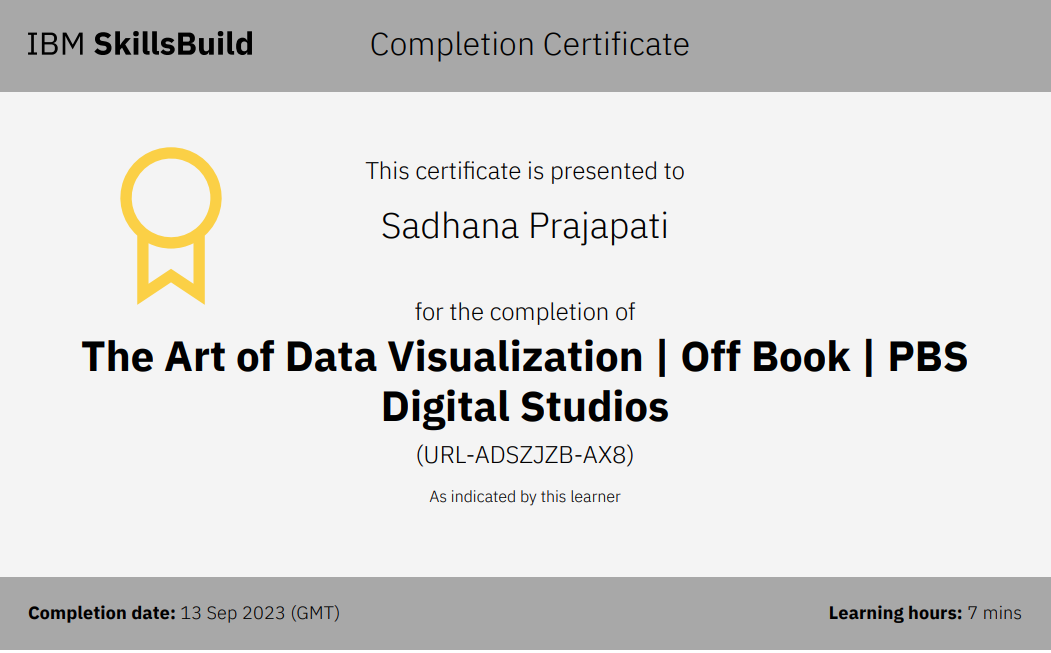 IBM SkillsBuild
Completion Certificate
This certificate is presented to
Sadhana Prajapati
for the completion of
The Art of Data Visualization | Off Book | PBS
Digital Studios
(URL-ADSZJZB-AX8)
As indicated by this learner
Completion date: 13 Sep 2023 (GMT)
Learning hours: 7 mins